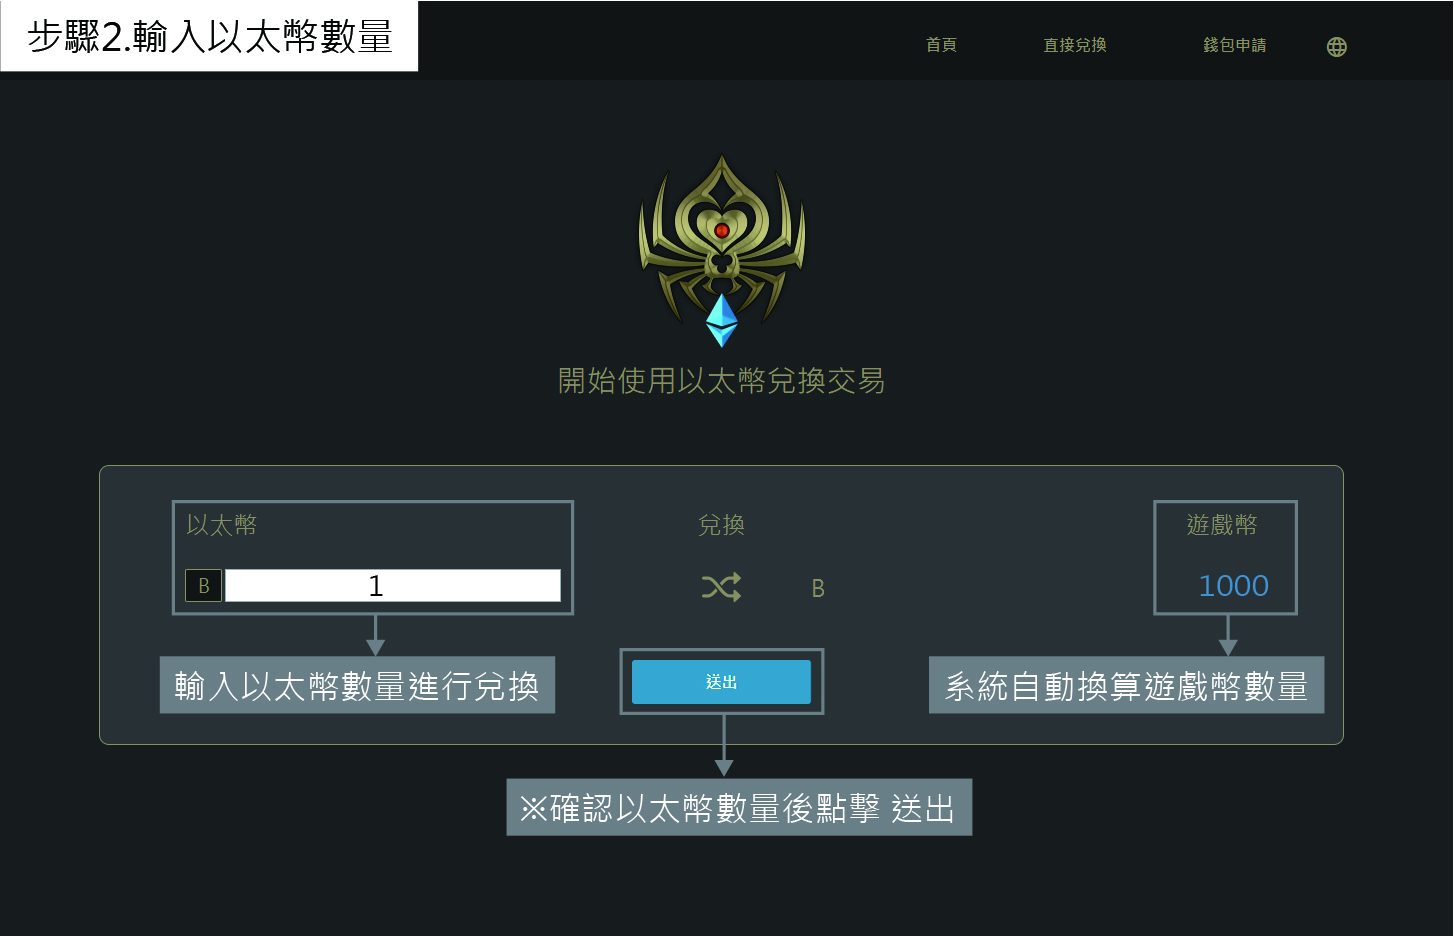 步驟2.輸入以太幣數量
首頁 直接兌換 錢包申請
開始使用以太幣兌換交易
以太幣 兌換 遊戲幣
B 1 B 1000
輸入以太幣數量進行兌換
送出
系統自動換算遊戲幣數量
※確認以太幣數量後點擊 送出